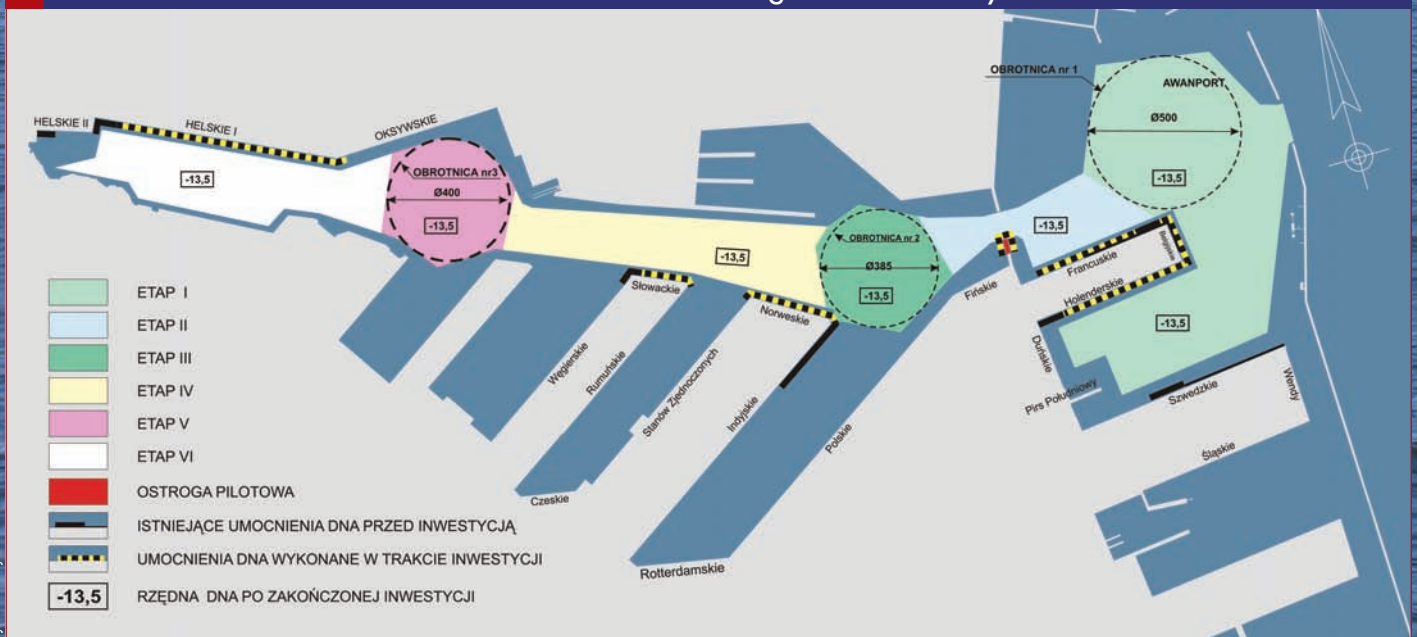 OBROTNICA nr 1
AWANPORT
Ø500
-13,5
HELSKIE II
HELSKIE I
OKSYWSKIE
-13,5
OBROTNICA nr3
Ø400
-13,5
-13,5
OBROTNICA nr 2
Ø385
-13,5
-13,5
Francuskie
Belgijskie
Holenderskie
-13,5
Fińskie
Duńskie
Pirs Południowy
Szwedzkie
Wendy
Śląskie
Słowackie
Norweskie
Węgierskie
Rumuńskie
Stanów Zjednoczonych
Indyjskie
Polskie
Czeskie
Rotterdamskie
ETAP I
ETAP II
ETAP III
ETAP IV
ETAP V
ETAP VI
OSTROGA PILOTOWA
ISTNIEJĄCE UMOCNIENIA DNA PRZED INWESTYCJĄ
UMOCNIENIA DNA WYKONANE W TRAKCIE INWESTYCJI
-13,5 RZĘDNA DNA PO ZAKOŃCZONEJ INWESTYCJI